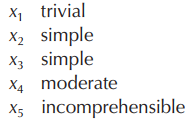 x₁ trivial
x₂ simple
x₃ simple
x₄ moderate
x₅ incomprehensible